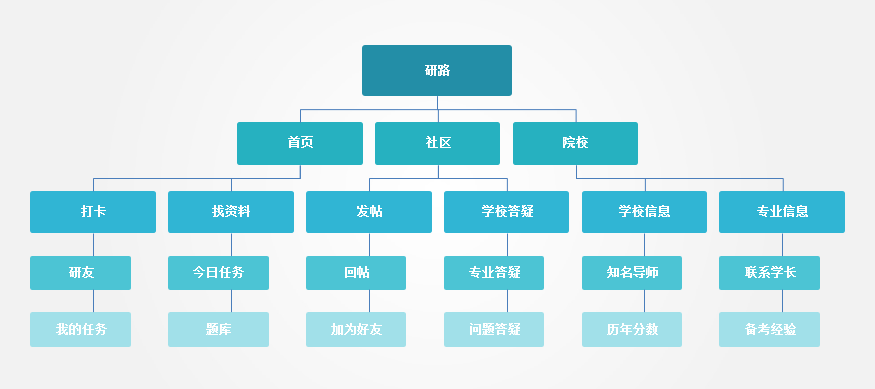 研路
首页 社区 院校
打卡 找资料 发帖 学校答疑 学校信息 专业信息
研友 今日任务 回帖 专业答疑 知名导师 联系学长
我的任务 题库 加为好友 问题答疑 历年分数 备考经验